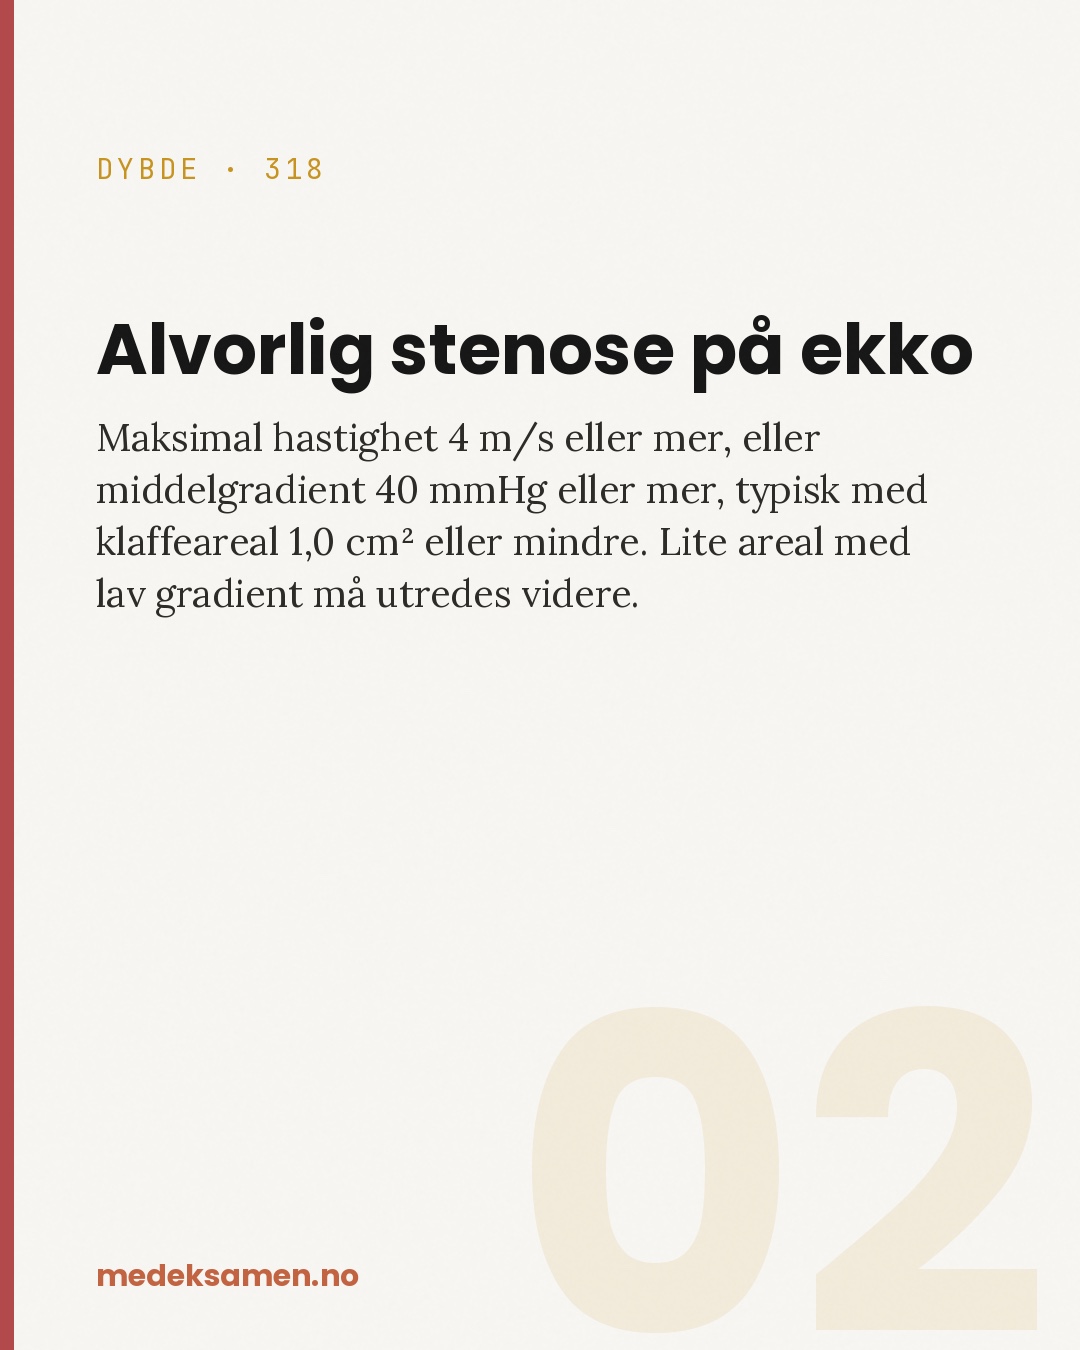 DYBDE · 318
Alvorlig stenose på ekko
Maksimal hastighet 4 m/s eller mer, eller
middelgradient 40 mmHg eller mer, typisk med
klaffeareal 1,0 cm² eller mindre. Lite areal med
lav gradient må utredes videre.
02
medeksamen.no